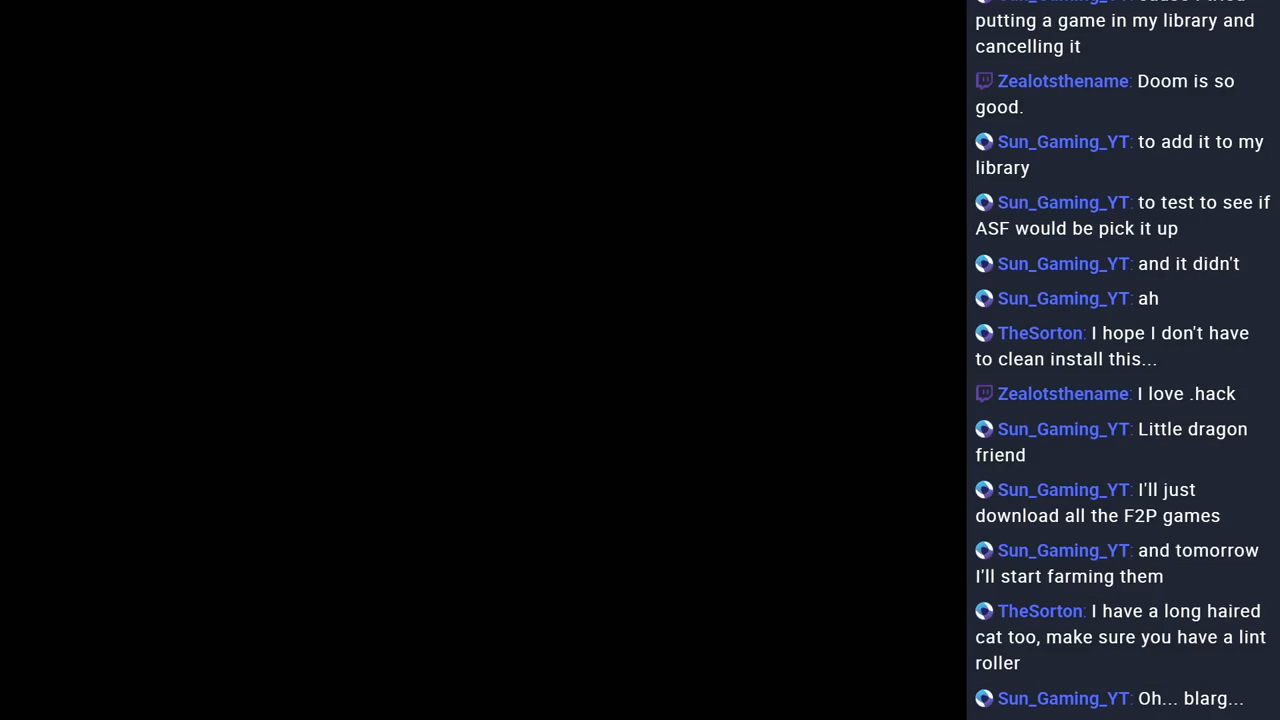 putting a game in my library and
cancelling it
Zealotsthename: Doom is so
good.
Sun_Gaming_YT: to add it to my
library
Sun_Gaming_YT: to test to see if
ASF would be pick it up
Sun_Gaming_YT: and it didn't
Sun_Gaming_YT: ah
TheSorton: I hope I don't have
to clean install this...
Zealotsthename: I love .hack
Sun_Gaming_YT: Little dragon
friend
Sun_Gaming_YT: I'll just
download all the F2P games
Sun_Gaming_YT: and tomorrow
I'll start farming them
TheSorton: I have a long haired
cat too, make sure you have a lint
roller
Sun_Gaming_YT: Oh... blarg...